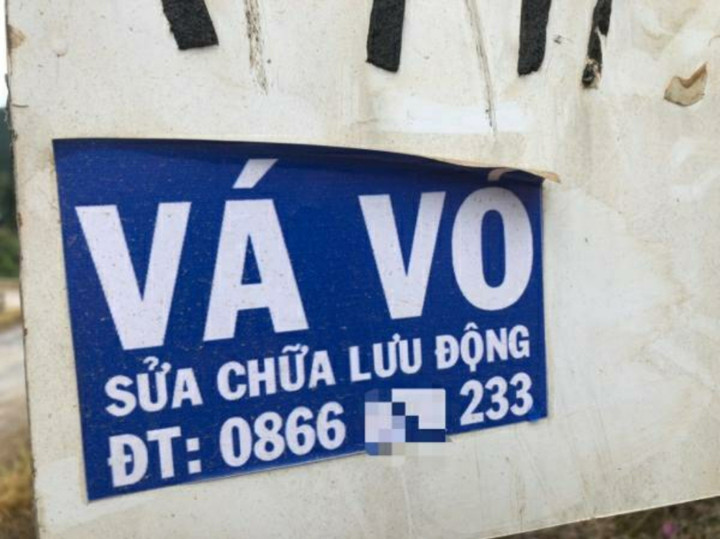 VÁ VỎ
SỬA CHỮA LƯU ĐỘNG
ĐT: 0866 233